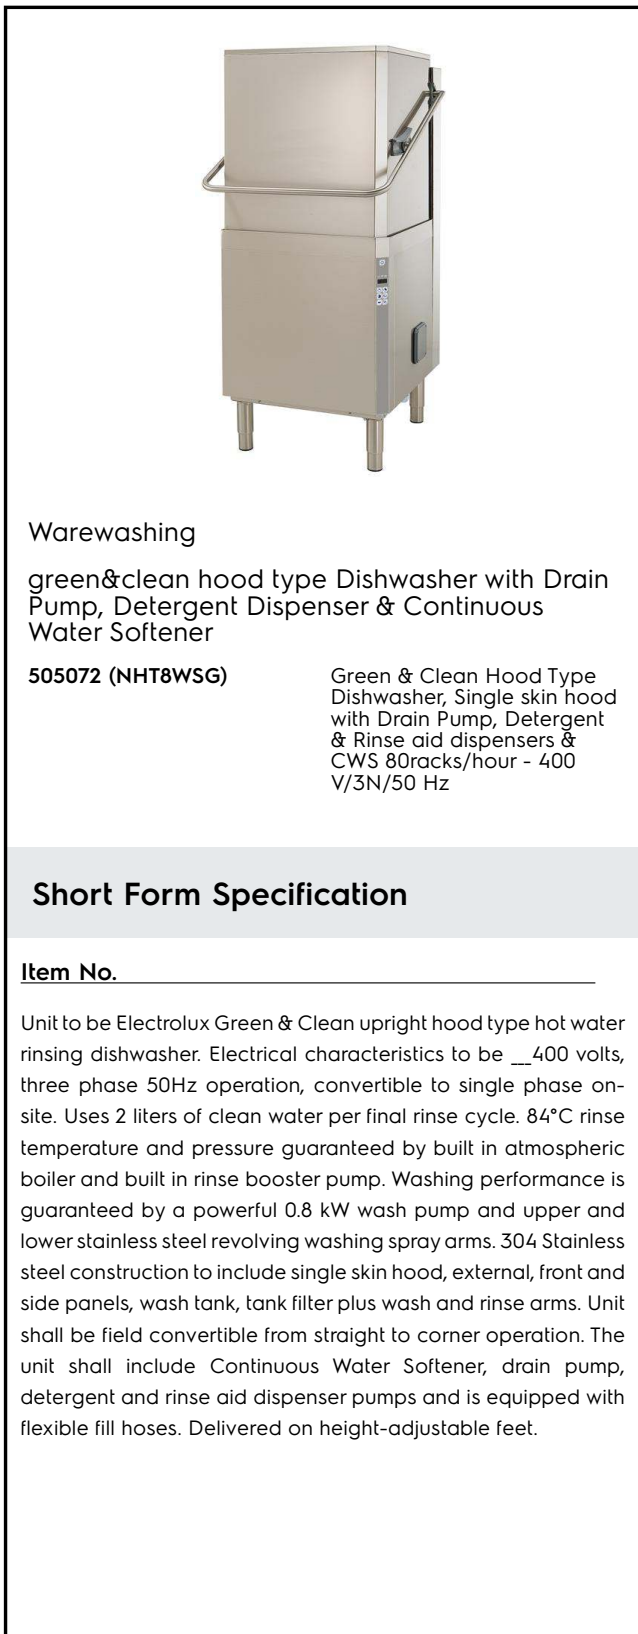 Warewashing
green&clean hood type Dishwasher with Drain
Pump, Detergent Dispenser & Continuous
Water Softener
505072 (NHT8WSG)
Green & Clean Hood Type
Dishwasher, Single skin hood
with Drain Pump, Detergent
& Rinse aid dispensers &
CWS 80racks/hour - 400
V/3N/50 Hz
Short Form Specification
Item No.
Unit to be Electrolux Green & Clean upright hood type hot water
rinsing dishwasher. Electrical characteristics to be ___400 volts,
three phase 50Hz operation, convertible to single phase on-
site. Uses 2 liters of clean water per final rinse cycle. 84°C rinse
temperature and pressure guaranteed by built in atmospheric
boiler and built in rinse booster pump. Washing performance is
guaranteed by a powerful 0.8 kW wash pump and upper and
lower stainless steel revolving washing spray arms. 304 Stainless
steel construction to include single skin hood, external, front and
side panels, wash tank, tank filter plus wash and rinse arms. Unit
shall be field convertible from straight to corner operation. The
unit shall include Continuous Water Softener, drain pump,
detergent and rinse aid dispenser pumps and is equipped with
flexible fill hoses. Delivered on height-adjustable feet.